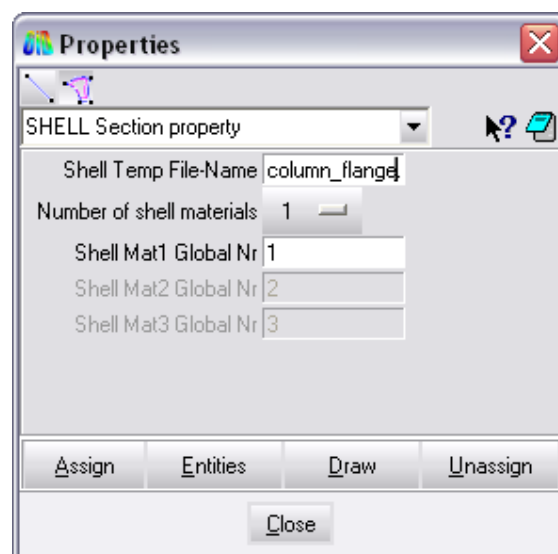 Properties
SHELL Section property
Shell Temp File-Name column_flange
Number of shell materials 1
Shell Mat1 Global Nr 1
Shell Mat2 Global Nr 2
Shell Mat3 Global Nr 3
Assign Entities Draw Unassign
Close